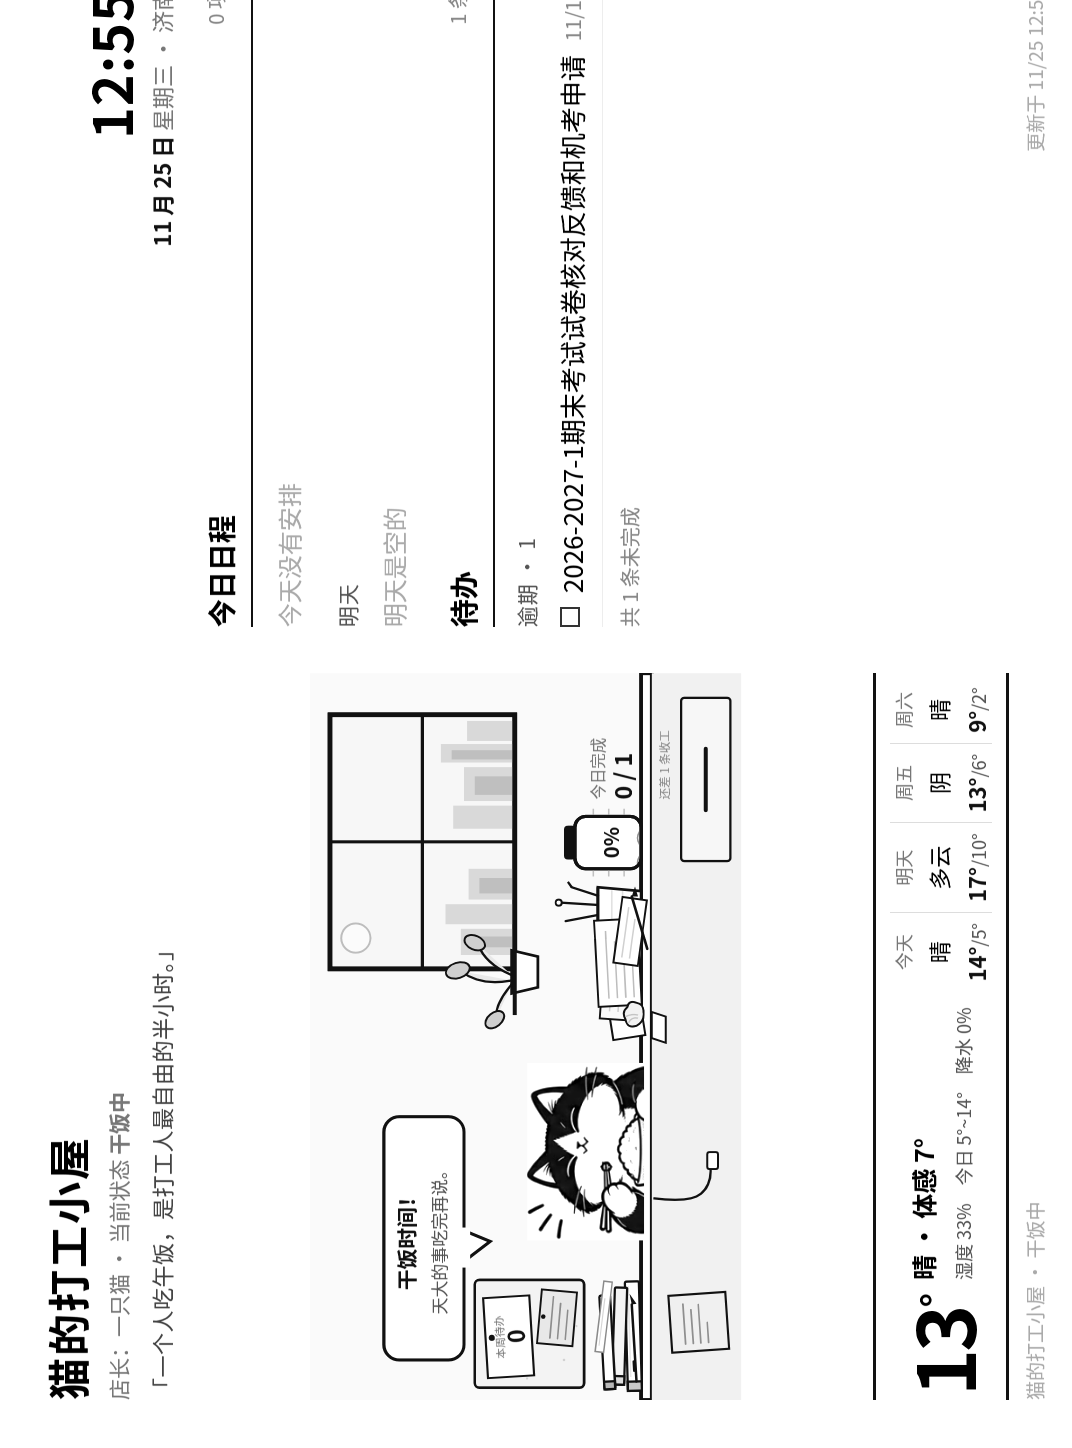 猫的打工小屋
店长：一只猫 · 当前状态 干饭中
「一个人吃午饭，是打工人最自由的半小时。」
干饭时间！
天大的事吃完再说。
本周待办
0
0%
今日完成
0 / 1
还差 1 条收工
13° 晴 · 体感 7°
湿度 33% 今日 5°~14° 降水 0%
今天 明天 周五 周六
晴 多云 阴 晴
14°/5° 17°/10° 13°/6° 9°/2°
猫的打工小屋 · 干饭中
12:55
11 月 25 日 星期三 · 济南
今日日程 0 项
今天没有安排
明天
明天是空的
待办 1 条
逾期 · 1
2026-2027-1期末考试试卷核对反馈和机考申请 11/1
共 1 条未完成
更新于 11/25 12:5